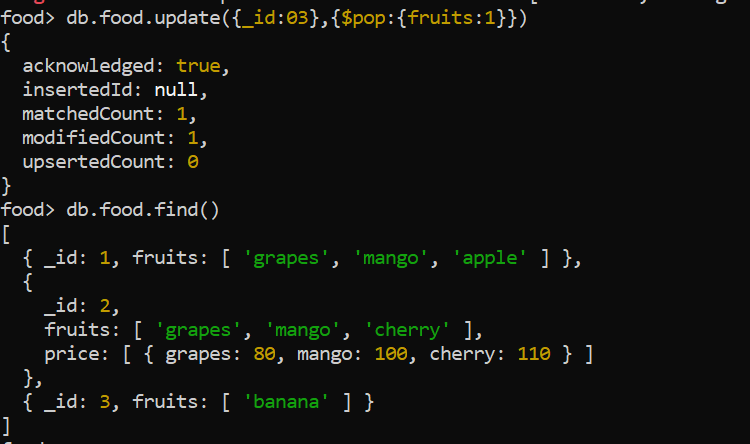 food> db.food.update({_id:03},{$pop:{fruits:1}})
{
  acknowledged: true,
  insertedId: null,
  matchedCount: 1,
  modifiedCount: 1,
  upsertedCount: 0
}
food> db.food.find()
[
  { _id: 1, fruits: [ 'grapes', 'mango', 'apple' ] },
  {
    _id: 2,
    fruits: [ 'grapes', 'mango', 'cherry' ],
    price: [ { grapes: 80, mango: 100, cherry: 110 } ]
  },
  { _id: 3, fruits: [ 'banana' ] }
]